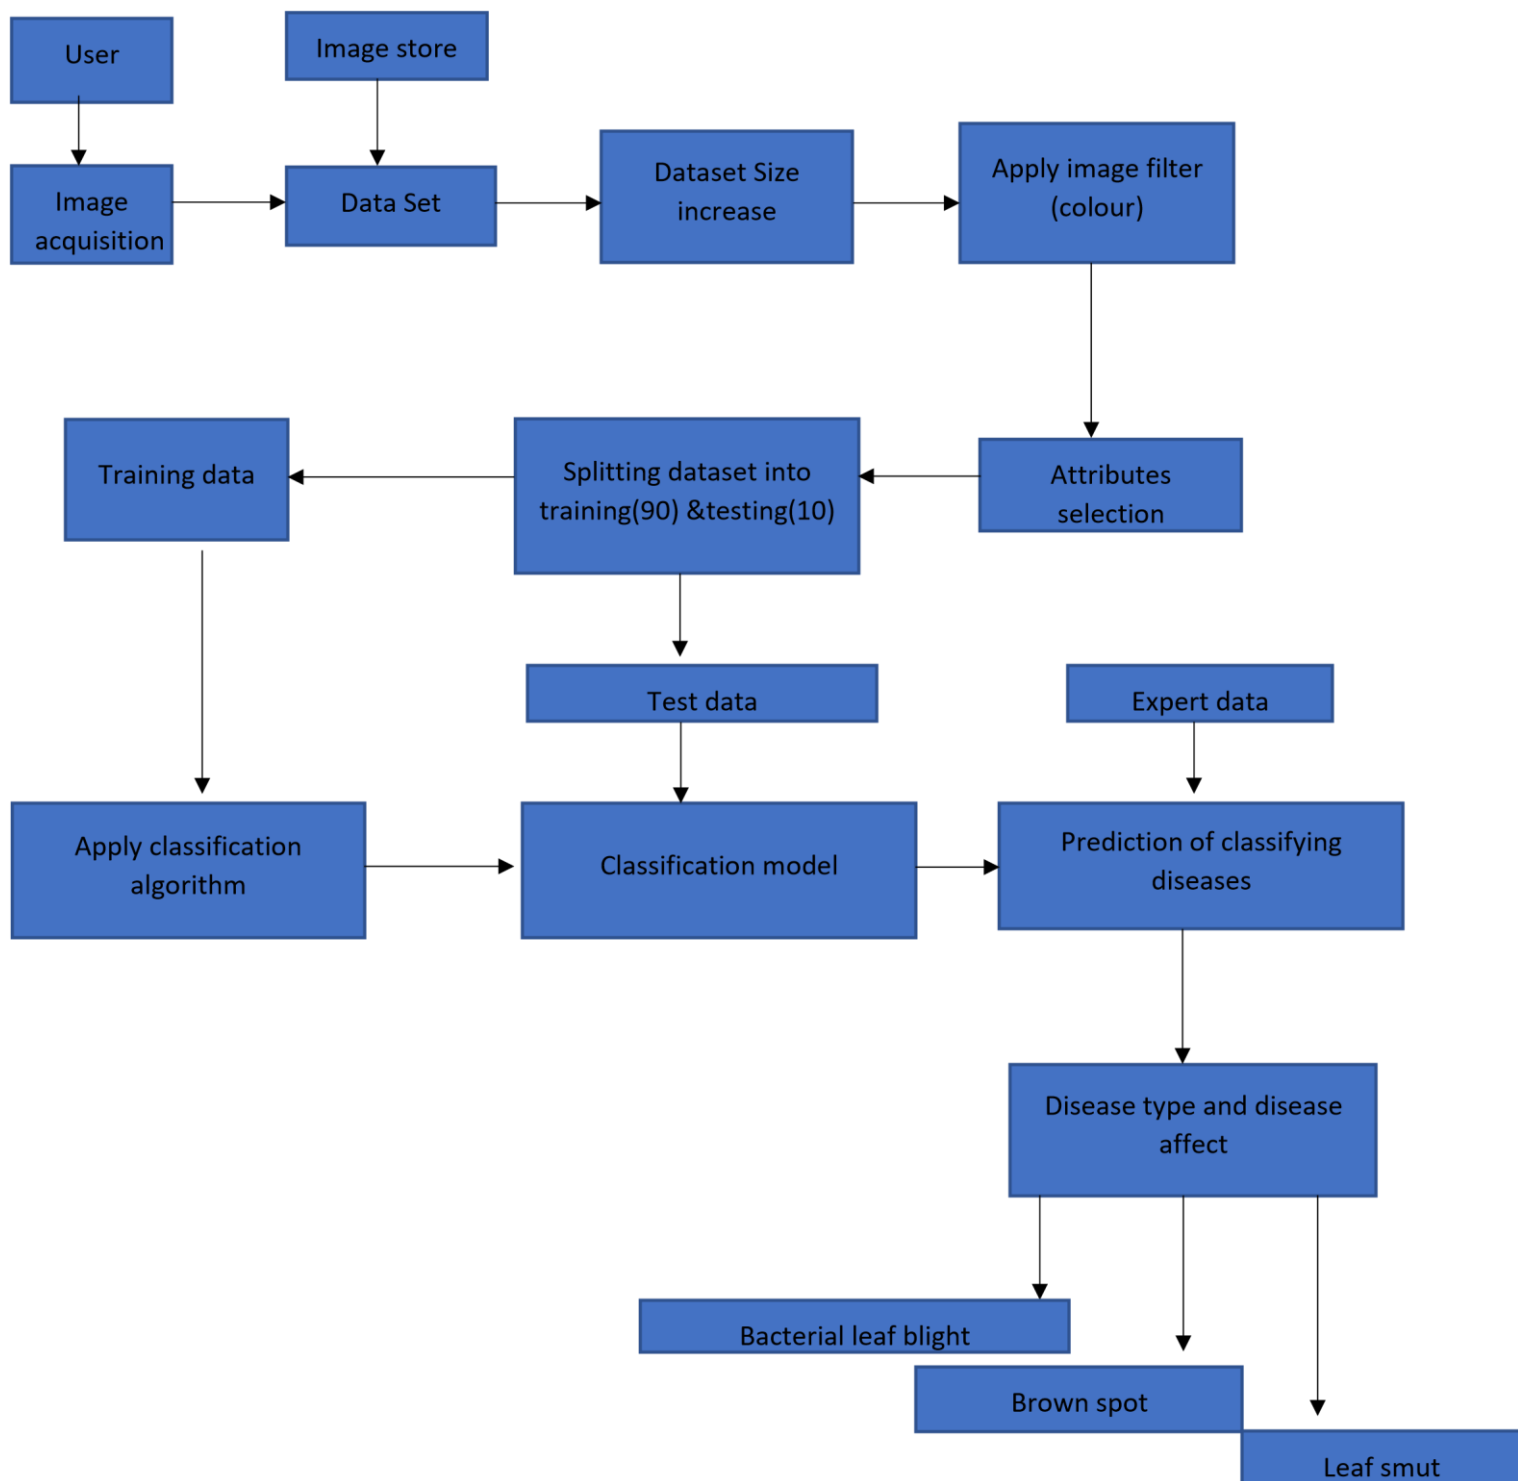 User
Image store
Image
acquisition
Data Set
Dataset Size
increase
Apply image filter
(colour)
Training data
Splitting dataset into
training(90) &testing(10)
Attributes
selection
Test data
Expert data
Apply classification
algorithm
Classification model
Prediction of classifying
diseases
Disease type and disease
affect
Bacterial leaf blight
Brown spot
Leaf smut